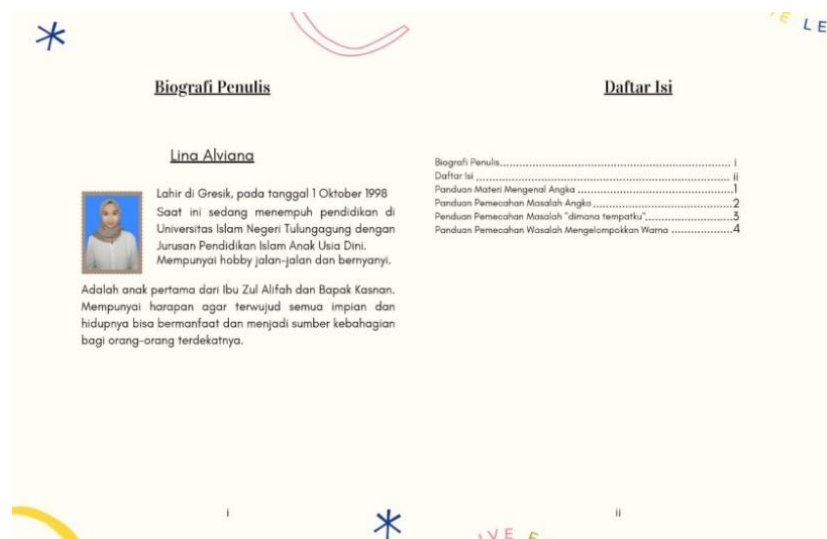 LE
Biografi Penulis
Lina Alviana
Lahir di Gresik, pada tanggal 1 Oktober 1998
Saat ini sedang menempuh pendidikan di
Universitas Islam Negeri Tulungagung dengan
Jurusan Pendidikan Islam Anak Usia Dini.
Mempunyai hobby jalan-jalan dan bernyanyi.
Adalah anak pertama dari Ibu Zul Alifah dan Bapak Kasnan.
Mempunyai harapan agar terwujud semua impian dan
hidupnya bisa bermanfaat dan menjadi sumber kebahagian
bagi orang-orang terdekatnya.
i
Daftar Isi
Biografi Penulis.......................................................................... i
Daftar Isi ................................................................................ ii
Panduan Materi Mengenal Angka ..................................................1
Panduan Pemecahan Masalah Angka .............................................2
Penduan Pemecahan Masalah "dimana tempatku"............................3
Panduan Pemecahan Wasalah Mengelompokkan Warna ...................4
ii